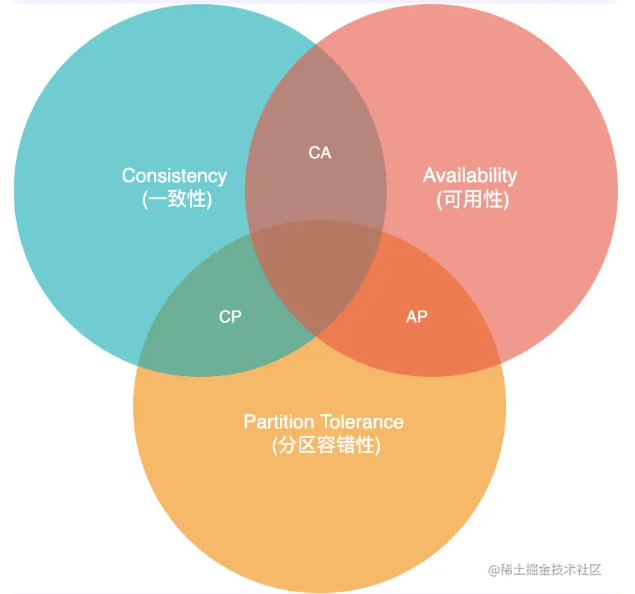 CA
Consistency
(一致性)
Availability
(可用性)
CP
AP
Partition Tolerance
(分区容错性)
@稀土掘金技术社区